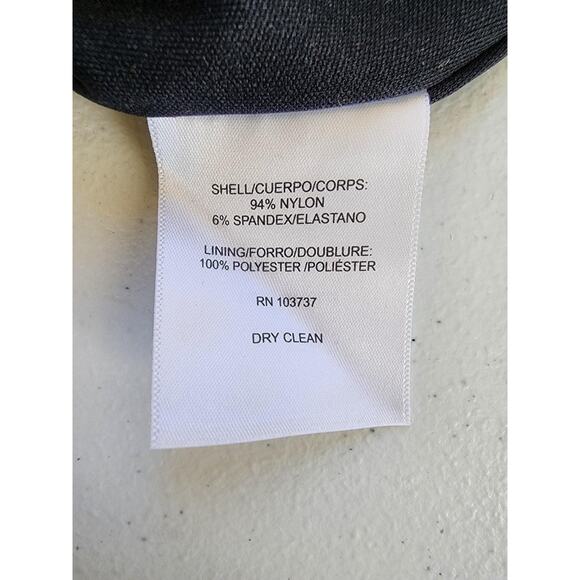 SHELL/CUERPO/CORPS:
94% NYLON
6% SPANDEX/ELASTANO
LINING/FORRO/DOUBLURE:
100% POLYESTER /POLIÉSTER
RN 103737
DRY CLEAN